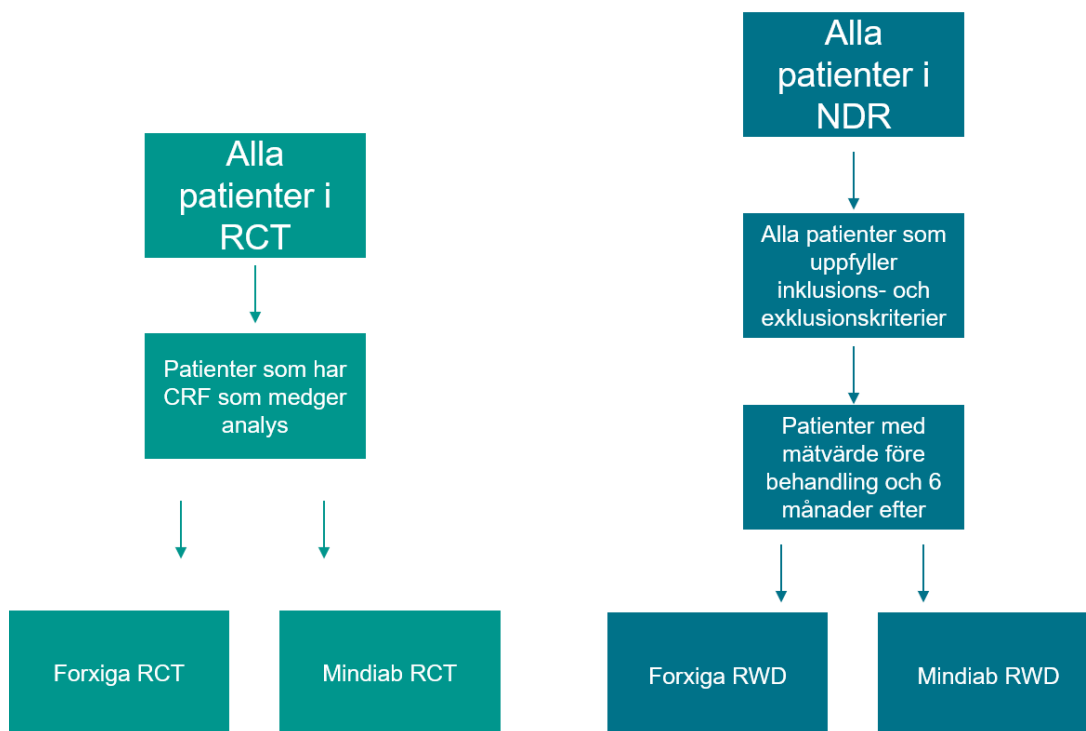 Alla
patienter i
RCT
Patienter som har
CRF som medger
analys
Forxiga RCT
Mindiab RCT
Alla
patienter i
NDR
Alla patienter som
uppfyller
inklusions- och
exklusionskriterier
Patienter med
mätvärde före
behandling och 6
månader efter
Forxiga RWD
Mindiab RWD